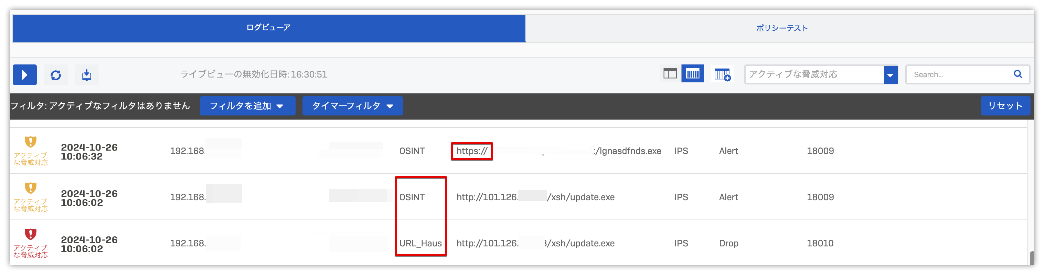 ログビューア
ポリシーテスト
ライブビューの無効化日時: 16:30:51
アクティブな脅威対応
Search...
フィルタ: アクティブなフィルタはありません
フィルタを追加
タイマーフィルタ
リセット
アクティブ
な脅威対応
2024-10-26
10:06:32
192.168.
OSINT
https://
/lgnasdfnds.exe
IPS
Alert
18009
アクティブ
な脅威対応
2024-10-26
10:06:02
192.168.
OSINT
http://101.126.
/xsh/update.exe
IPS
Alert
18009
アクティブ
な脅威対応
2024-10-26
10:06:02
192.168.
URL_Haus
http://101.126.
/xsh/update.exe
IPS
Drop
18010